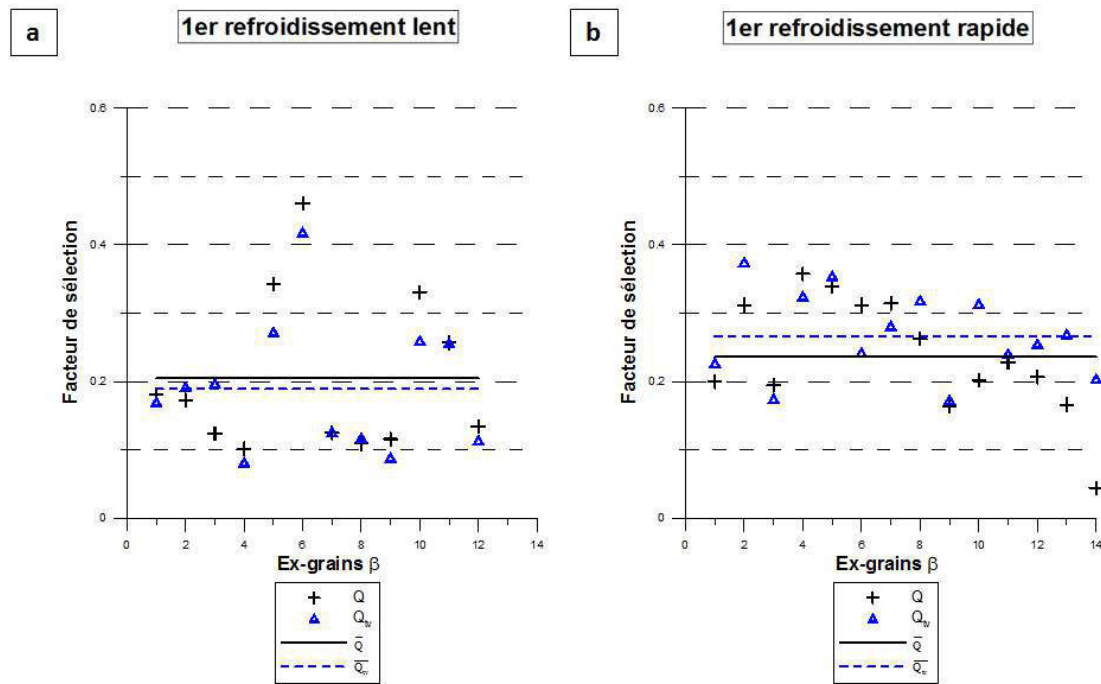 a
1er refroidissement lent
0.6
0.4
0.2
0
Facteur de sélection
0 2 4 6 8 10 12 14
Ex-grains β
Q
Q_tv
Q̅
b
1er refroidissement rapide
0.6
0.4
0.2
0
Facteur de sélection
0 2 4 6 8 10 12 14
Ex-grains β
Q
Q_tv
Q̅